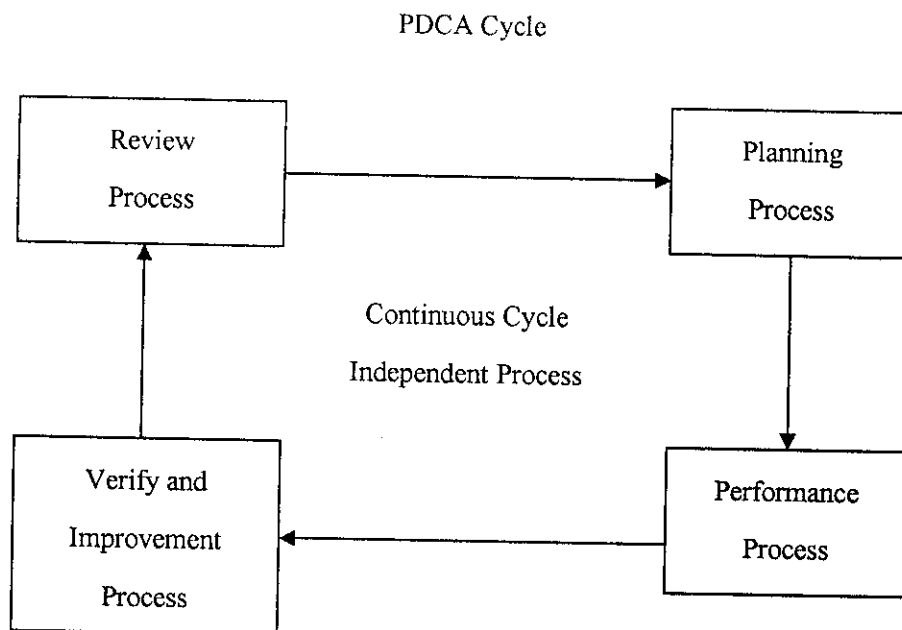 PDCA Cycle
Review
Process
Planning
Process
Continuous Cycle
Independent Process
Verify and
Improvement
Process
Performance
Process